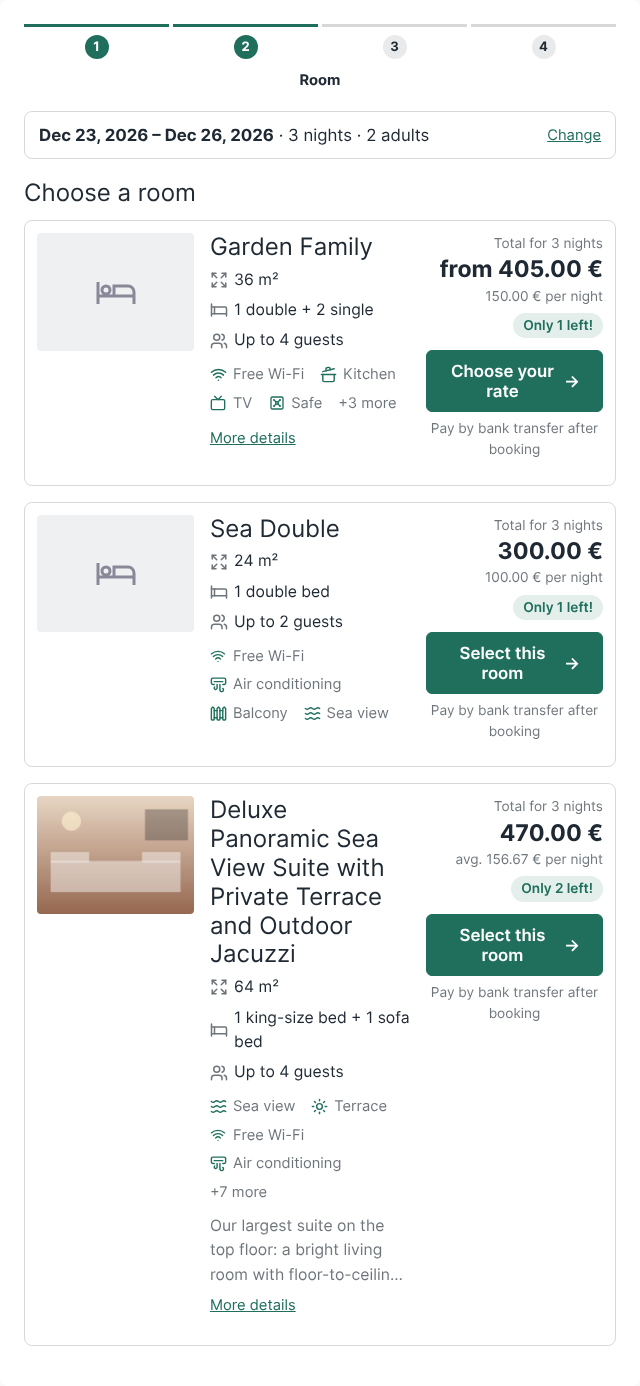 1
2
3
4
Room
Dec 23, 2026 – Dec 26, 2026 · 3 nights · 2 adults
Change
Choose a room
Garden Family
36 m²
1 double + 2 single
Up to 4 guests
Free Wi-Fi
Kitchen
TV
Safe
+3 more
More details
Total for 3 nights
from 405.00 €
150.00 € per night
Only 1 left!
Choose your
rate
Pay by bank transfer after
booking
Sea Double
24 m²
1 double bed
Up to 2 guests
Free Wi-Fi
Air conditioning
Balcony
Sea view
Total for 3 nights
300.00 €
100.00 € per night
Only 1 left!
Select this
room
Pay by bank transfer after
booking
Deluxe
Panoramic Sea
View Suite with
Private Terrace
and Outdoor
Jacuzzi
64 m²
1 king-size bed + 1 sofa
bed
Up to 4 guests
Sea view
Terrace
Free Wi-Fi
Air conditioning
+7 more
Our largest suite on the
top floor: a bright living
room with floor-to-ceilin...
More details
Total for 3 nights
470.00 €
avg. 156.67 € per night
Only 2 left!
Select this
room
Pay by bank transfer after
booking